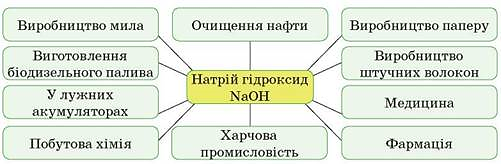 Виробництво мила
Очищення нафти
Виробництво паперу
Виготовлення
біодизельного палива
Натрій гідроксид
NaOH
Виробництво
штучних волокон
У лужних
акумуляторах
Медицина
Побутова хімія
Харчова
промисловість
Фармація